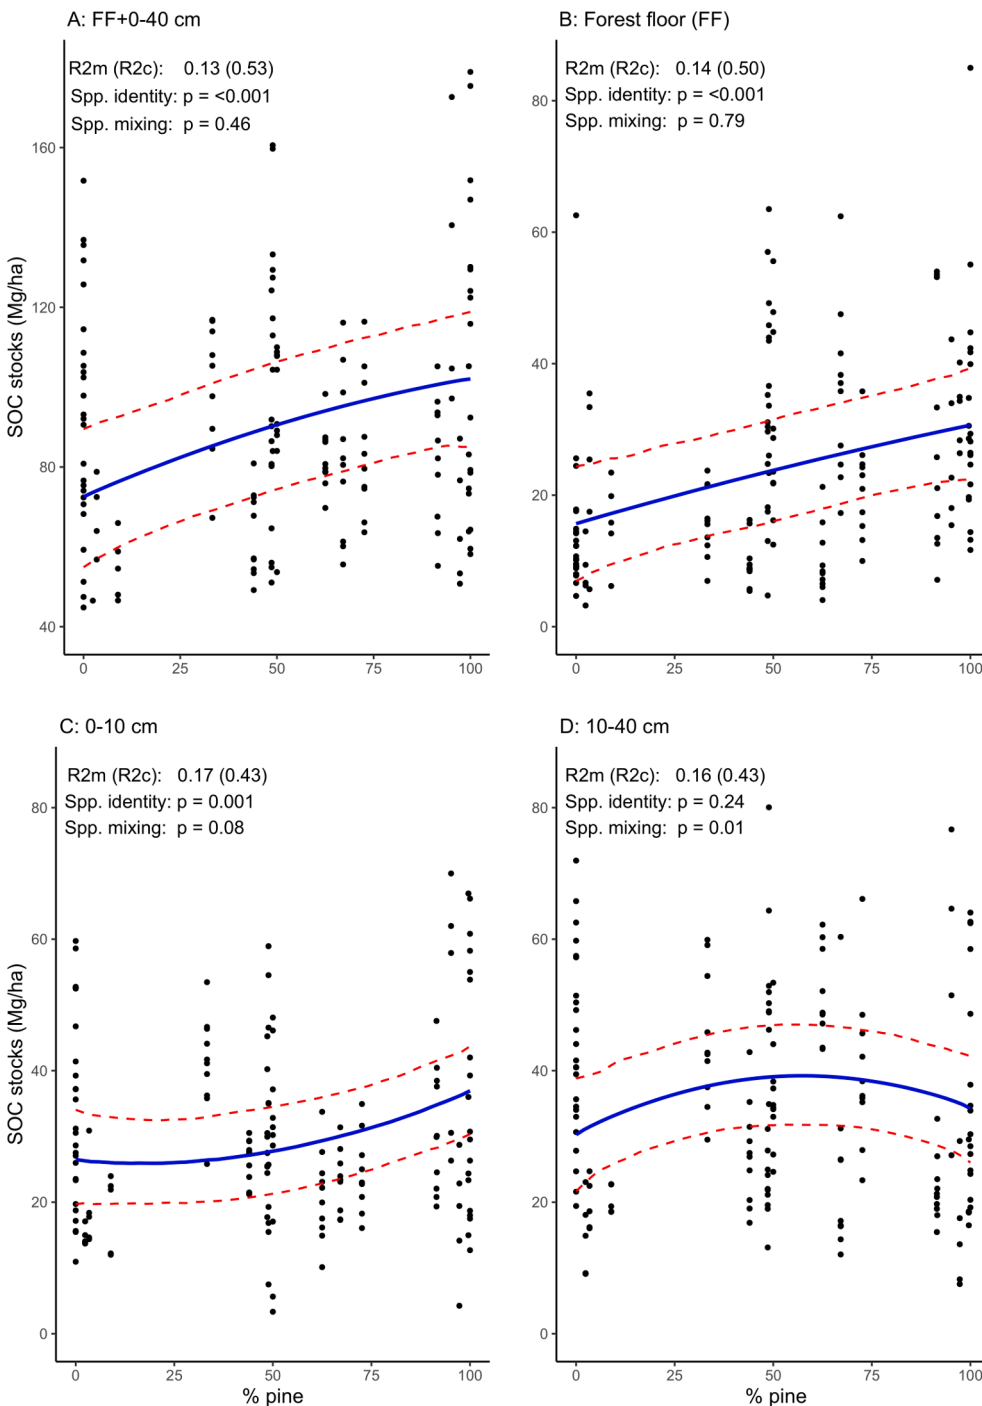 A: FF+0-40 cm
R2m (R2c): 0.13 (0.53)
Spp. identity: p = <0.001
Spp. mixing: p = 0.46
160
120
80
40
0 25 50 75 100
SOC stocks (Mg/ha)
B: Forest floor (FF)
R2m (R2c): 0.14 (0.50)
Spp. identity: p = <0.001
Spp. mixing: p = 0.79
80
60
40
20
0
0 25 50 75 100
C: 0-10 cm
R2m (R2c): 0.17 (0.43)
Spp. identity: p = 0.001
Spp. mixing: p = 0.08
80
60
40
20
0
0 25 50 75 100
SOC stocks (Mg/ha)
% pine
D: 10-40 cm
R2m (R2c): 0.16 (0.43)
Spp. identity: p = 0.24
Spp. mixing: p = 0.01
80
60
40
20
0
0 25 50 75 100
% pine